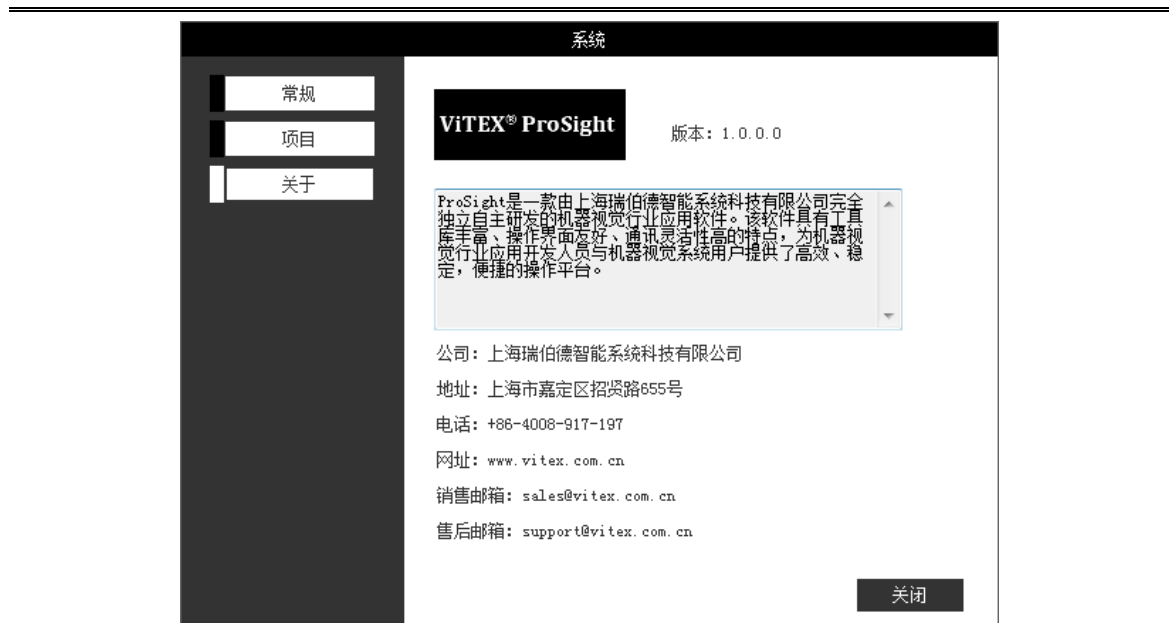 系统
常规
项目
关于
ViTEX® ProSight
版本：1.0.0.0
ProSight是一款由上海瑞伯德智能系统科技有限公司完全
独立自主研发的机器视觉行业应用软件。该软件具有工具
库丰富、操作界面友好、通讯灵活性高的特点，为机器视
觉行业应用开发人员与机器视觉系统用户提供了高效、稳
定，便捷的操作平台。
公司：上海瑞伯德智能系统科技有限公司
地址：上海市嘉定区招贤路655号
电话：+86-4008-917-197
网址：www.vitex.com.cn
销售邮箱：sales@vitex.com.cn
售后邮箱：support@vitex.com.cn
关闭